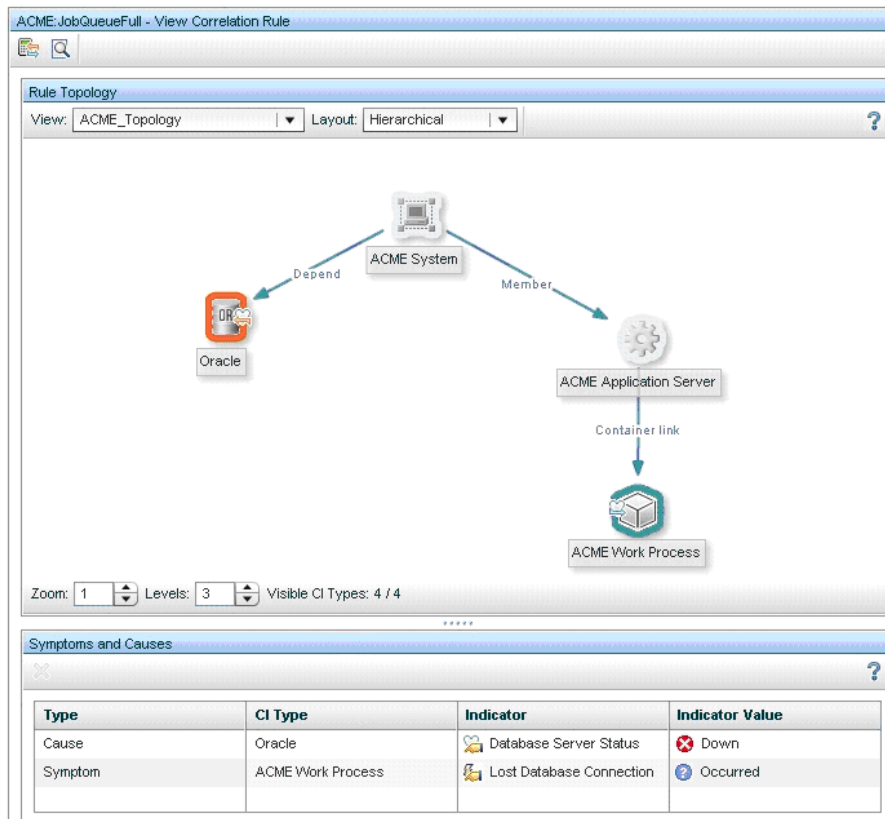 ACME:JobQueueFull - View Correlation Rule
Rule Topology
View: ACME_Topology Layout: Hierarchical ?
ACME System
Depend
Member
OR
Oracle
ACME Application Server
Container link
ACME Work Process
Zoom: 1 Levels: 3 Visible CI Types: 4 / 4
Symptoms and Causes
?
Type CI Type Indicator Indicator Value
Cause Oracle Database Server Status Down
Symptom ACME Work Process Lost Database Connection ? Occurred